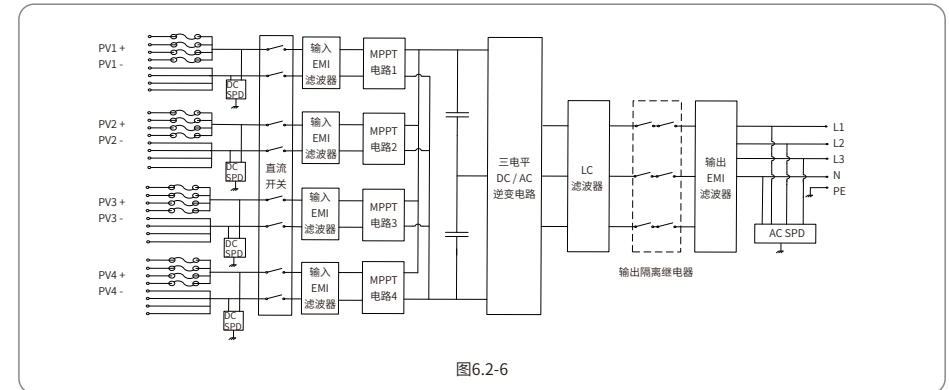 PV1 +
PV1 -
DC
SPD
输入
EMI
滤波器
MPPT
电路1
PV2 +
PV2 -
DC
SPD
输入
EMI
滤波器
MPPT
电路2
PV3 +
PV3 -
DC
SPD
输入
EMI
滤波器
MPPT
电路3
PV4 +
PV4 -
DC
SPD
输入
EMI
滤波器
MPPT
电路4
直流
开关
三电平
DC / AC
逆变电路
LC
滤波器
输出隔离继电器
输出
EMI
滤波器
L1
L2
L3
N
PE
AC SPD
图6.2-6